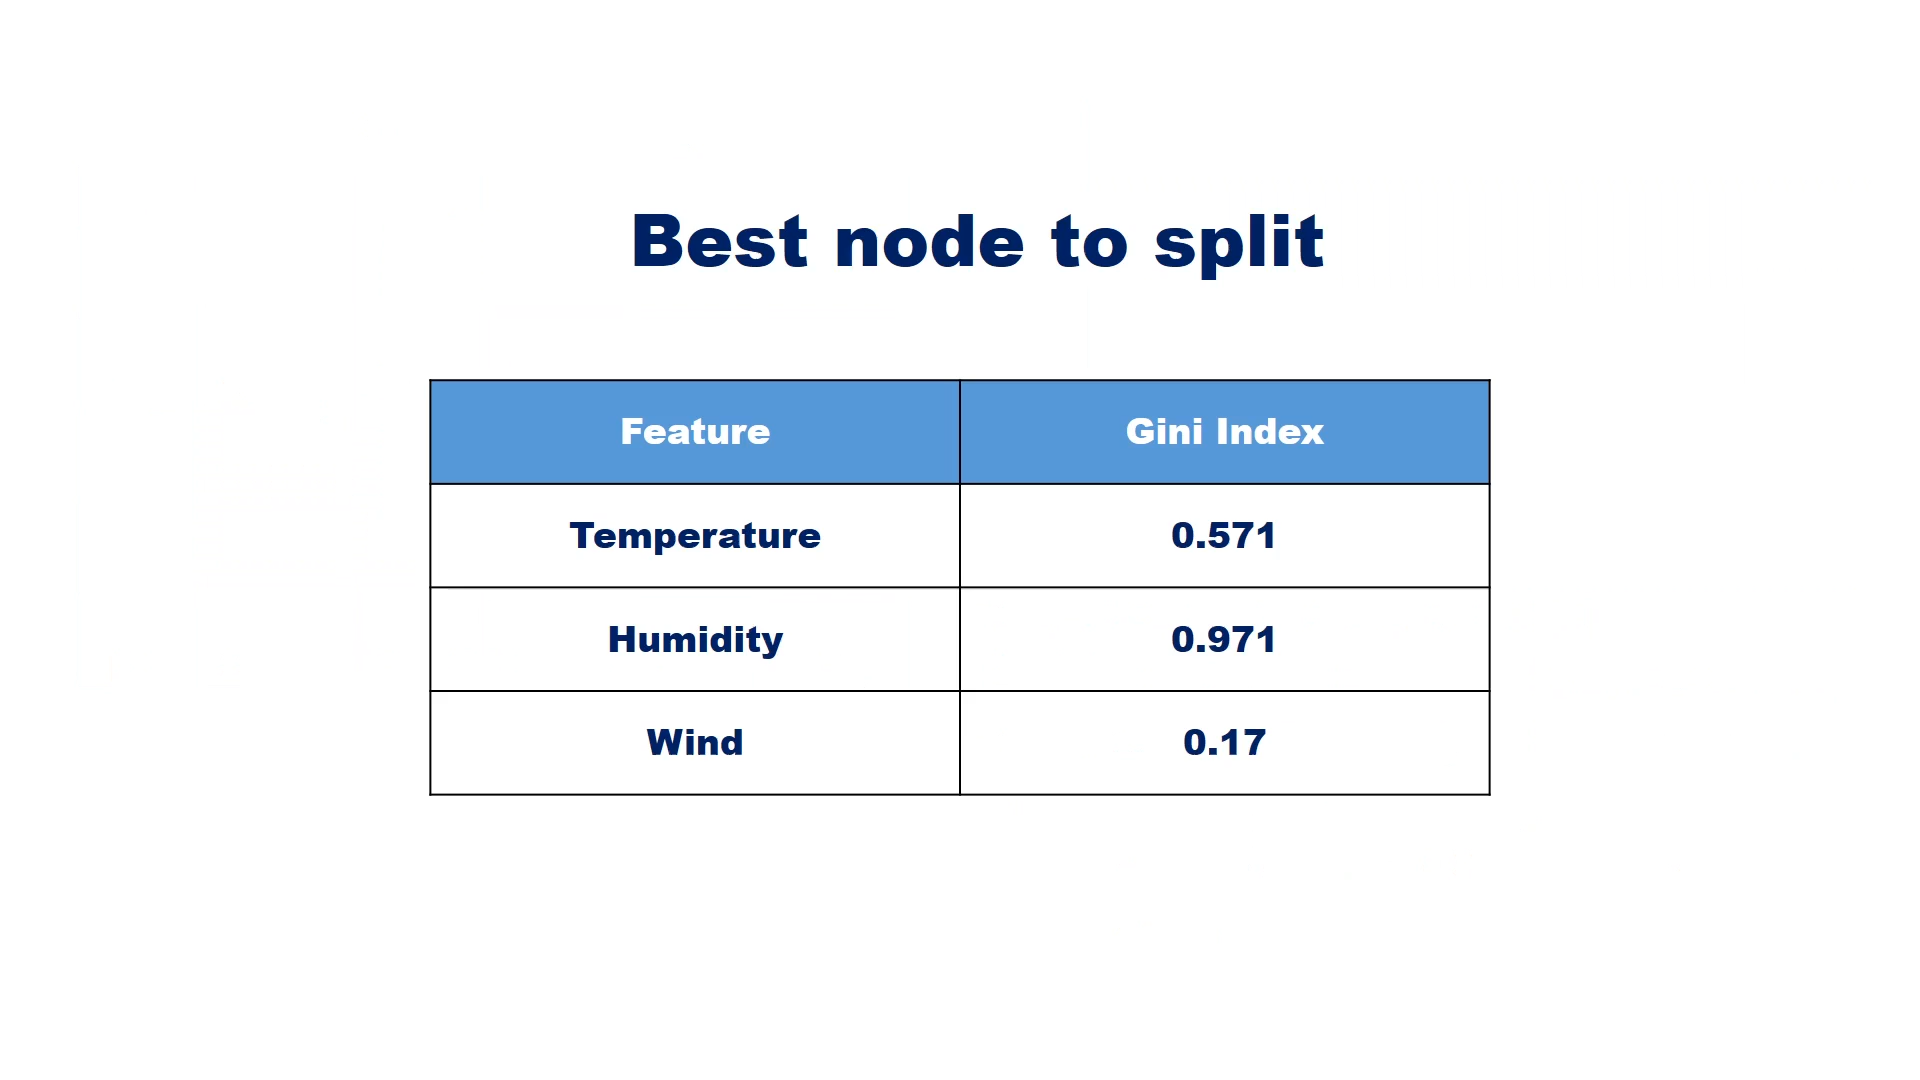 Best node to split
Feature Gini Index
Temperature 0.571
Humidity 0.971
Wind 0.17